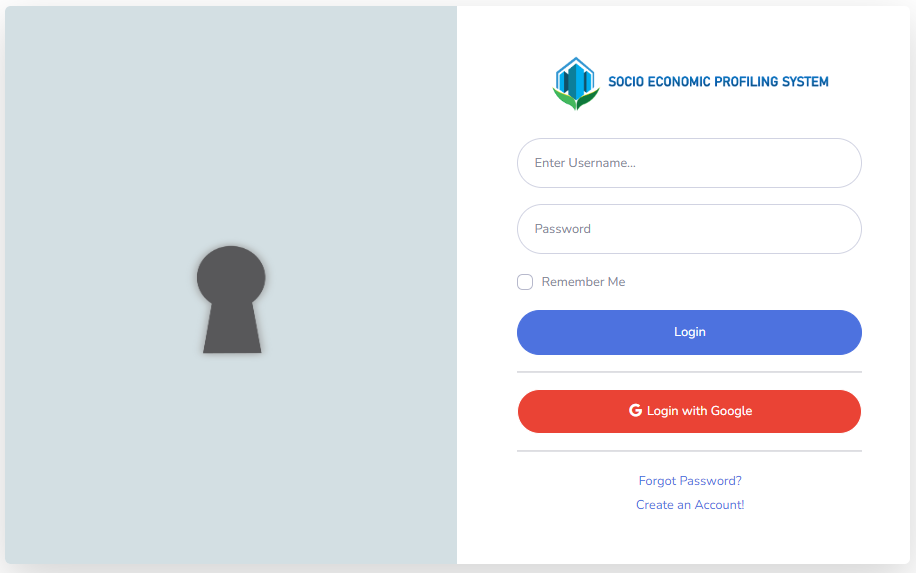 SOCIO ECONOMIC PROFILING SYSTEM
Enter Username...
Password
Remember Me
Login
G Login with Google
Forgot Password?
Create an Account!